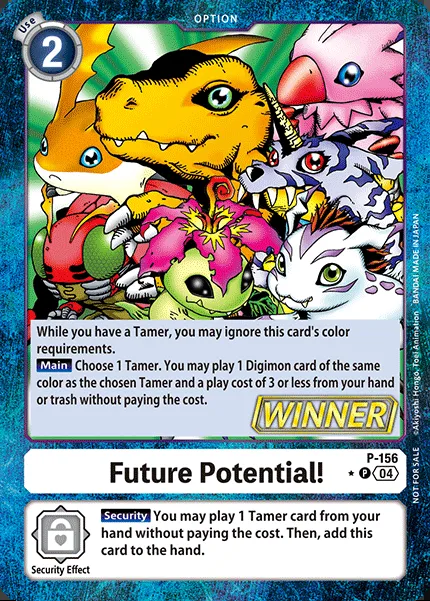 OPTION
Use
2
While you have a Tamer, you may ignore this card's color
requirements.
Main Choose 1 Tamer. You may play 1 Digimon card of the same
color as the chosen Tamer and a play cost of 3 or less from your hand
or trash without paying the cost.
WINNER
P-156
Future Potential!
P 04
Security You may play 1 Tamer card from your
hand without paying the cost. Then, add this
card to the hand.
Security Effect
NOT FOR SALE ©Akiyoshi Hongo, Toei Animation BANDAI MADE IN JAPAN